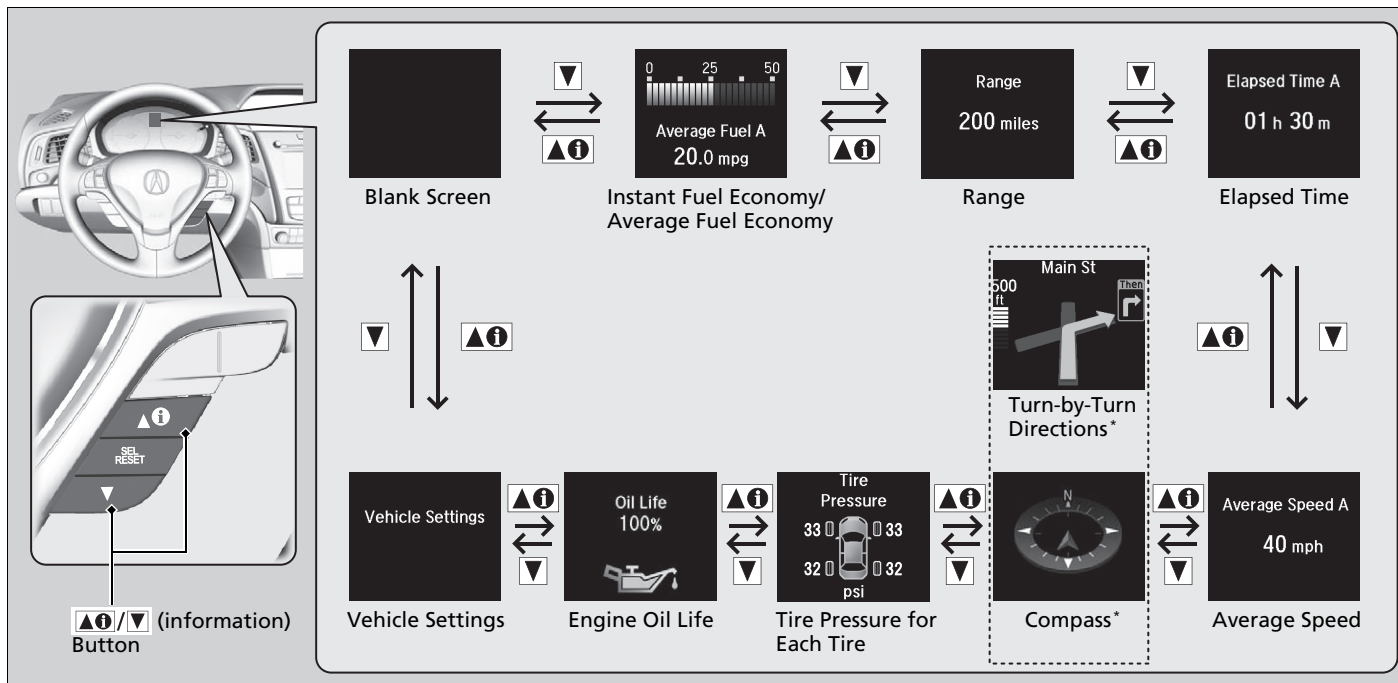 0 25 50
Average Fuel A
20.0 mpg
Range
200 miles
Elapsed Time A
01 h 30 m
▼
▼
▼
▲i
▲i
▲i
Blank Screen
Instant Fuel Economy/
Average Fuel Economy
Range
Elapsed Time
Main St
500
ft
Then
▼
▲i
▲i
▼
Turn-by-Turn
Directions*
▲i
SEL
RESET
▼
Vehicle Settings
Oil Life
100%
Tire
Pressure
33 33
32 32
psi
N
Average Speed A
40 mph
▲i
▲i
▲i
▲i
▼
▼
▼
▼
Vehicle Settings
Engine Oil Life
Tire Pressure for
Each Tire
Compass*
Average Speed
▲i/▼ (information)
Button